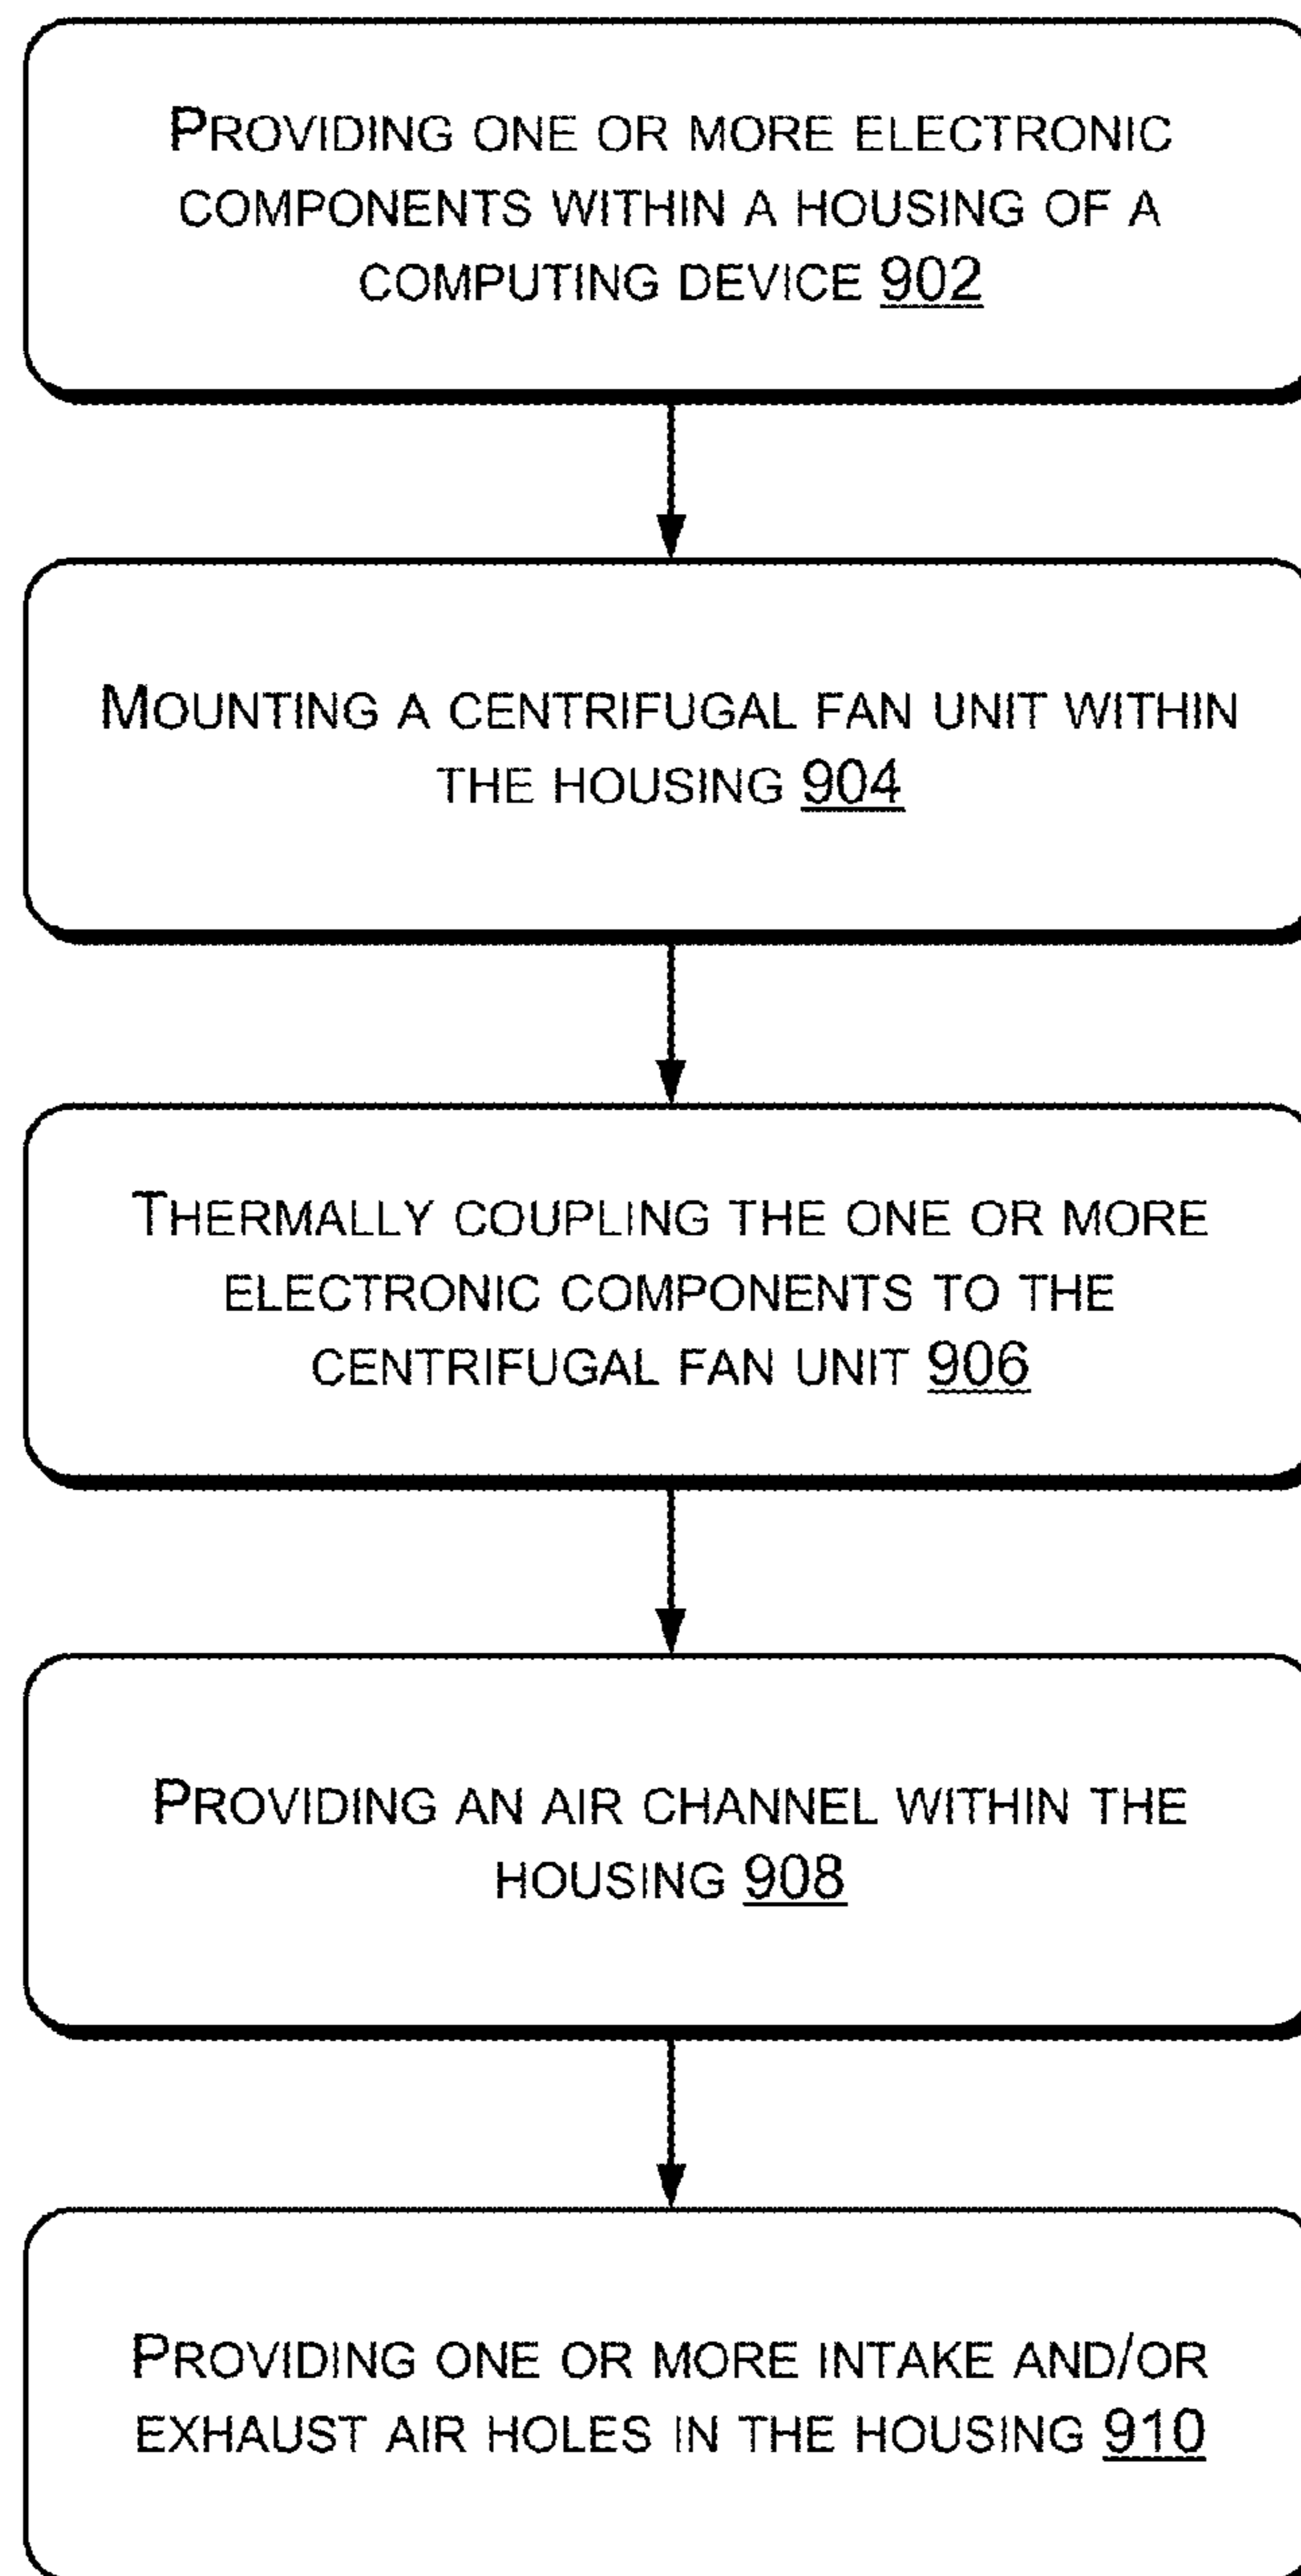 PROVIDING ONE OR MORE ELECTRONIC
COMPONENTS WITHIN A HOUSING OF A
COMPUTING DEVICE 902
MOUNTING A CENTRIFUGAL FAN UNIT WITHIN
THE HOUSING 904
THERMALLY COUPLING THE ONE OR MORE
ELECTRONIC COMPONENTS TO THE
CENTRIFUGAL FAN UNIT 906
PROVIDING AN AIR CHANNEL WITHIN THE
HOUSING 908
PROVIDING ONE OR MORE INTAKE AND/OR
EXHAUST AIR HOLES IN THE HOUSING 910